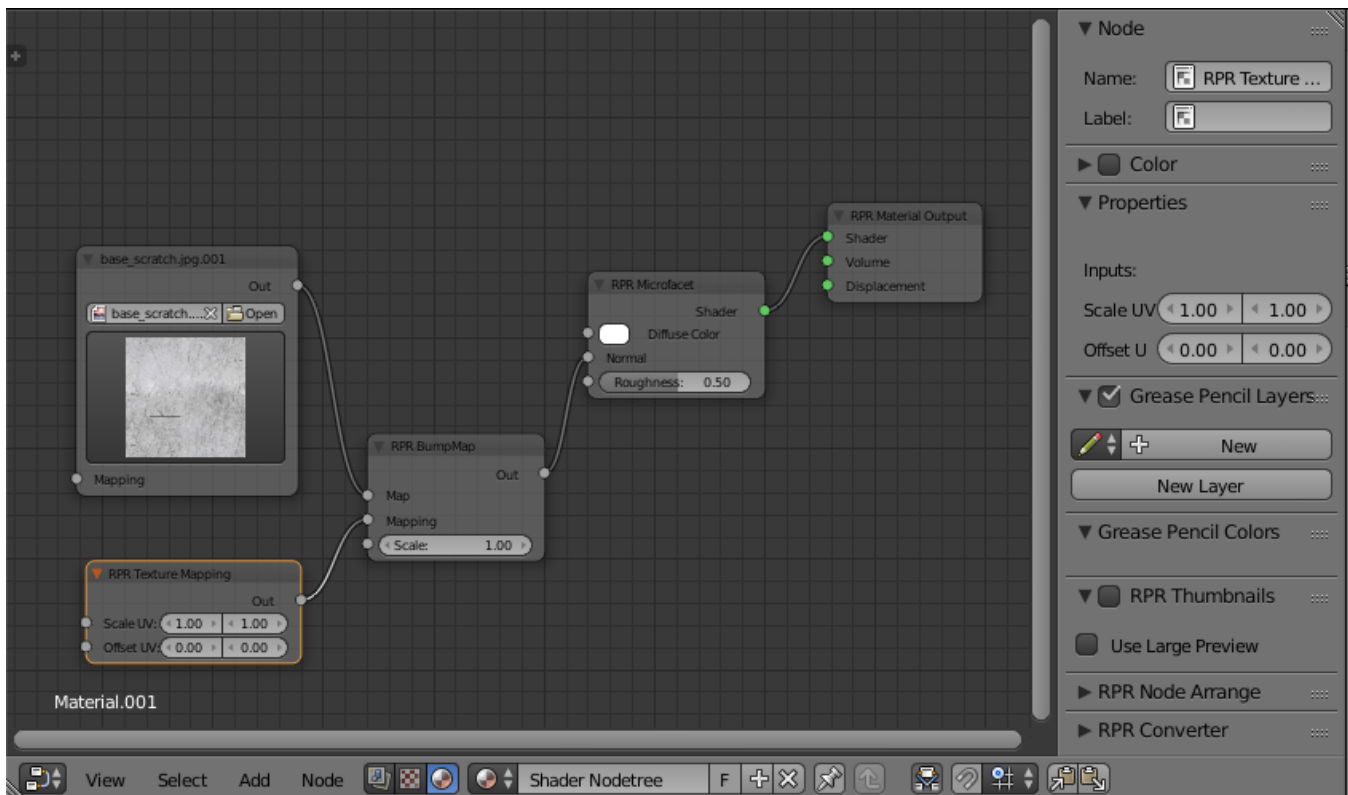 base_scratch.jpg.001
Out
base_scratch.... Open
Mapping
RPR Texture Mapping
Out
Scale UV: 1.00 1.00
Offset UV: 0.00 0.00
Material.001
RPR BumpMap
Out
Map
Mapping
Scale: 1.00
RPR Microfacet
Shader
Diffuse Color
Normal
Roughness: 0.50
RPR Material Output
Shader
Volume
Displacement
Node
Name: RPR Texture ...
Label:
Color
Properties
Inputs:
Scale UV 1.00 1.00
Offset U 0.00 0.00
Grease Pencil Layers
New
New Layer
Grease Pencil Colors
RPR Thumbnails
Use Large Preview
RPR Node Arrange
RPR Converter
View Select Add Node Shader Nodetree F